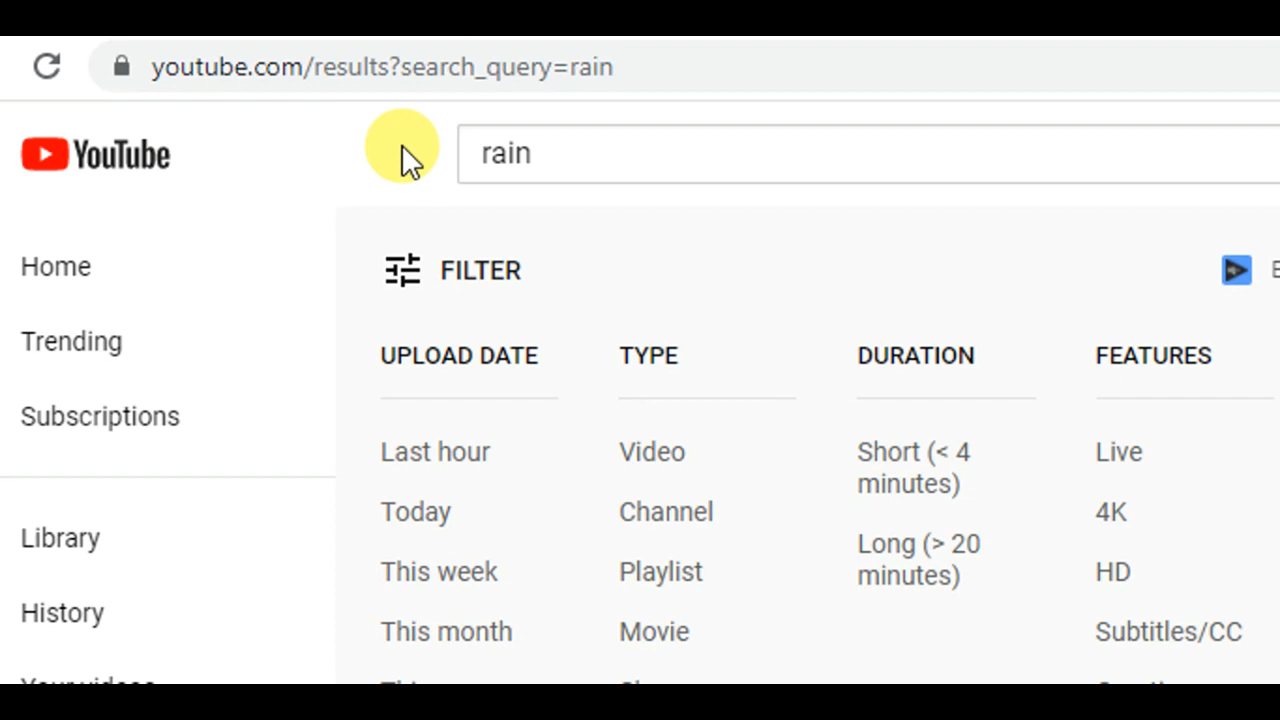 youtube.com/results?search_query=rain
YouTube
rain
Home
Trending
Subscriptions
Library
History
FILTER
UPLOAD DATE
Last hour
Today
This week
This month
TYPE
Video
Channel
Playlist
Movie
DURATION
Short (< 4
minutes)
Long (> 20
minutes)
FEATURES
Live
4K
HD
Subtitles/CC